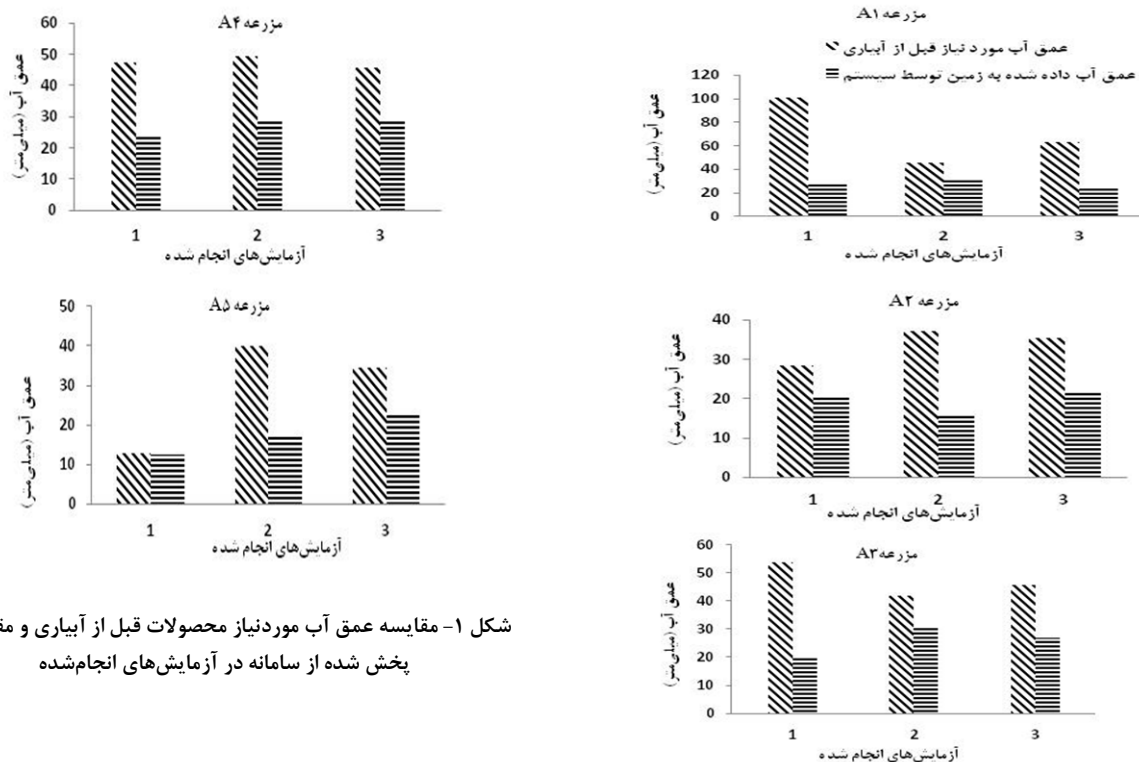 مزرعه A۱
عمق آب مورد نیاز قبل از آبیاری
عمق آب داده شده به زمین توسط سیستم
عمق آب (میلی‌متر)
120
100
80
60
40
20
0
1 2 3
آزمایش‌های انجام شده
مزرعه A۲
عمق آب (میلی‌متر)
40
30
20
10
0
1 2 3
آزمایش‌های انجام شده
مزرعه A۳
عمق آب (میلی‌متر)
60
50
40
30
20
10
0
1 2 3
آزمایش‌های انجام شده
مزرعه A۴
عمق آب (میلی‌متر)
60
50
40
30
20
10
0
1 2 3
آزمایش‌های انجام شده
مزرعه A۵
عمق آب (میلی‌متر)
50
40
30
20
10
0
1 2 3
آزمایش‌های انجام شده
شکل ۱- مقایسه عمق آب موردنیاز محصولات قبل از آبیاری و
پخش شده از سامانه در آزمایش‌های انجام‌شده